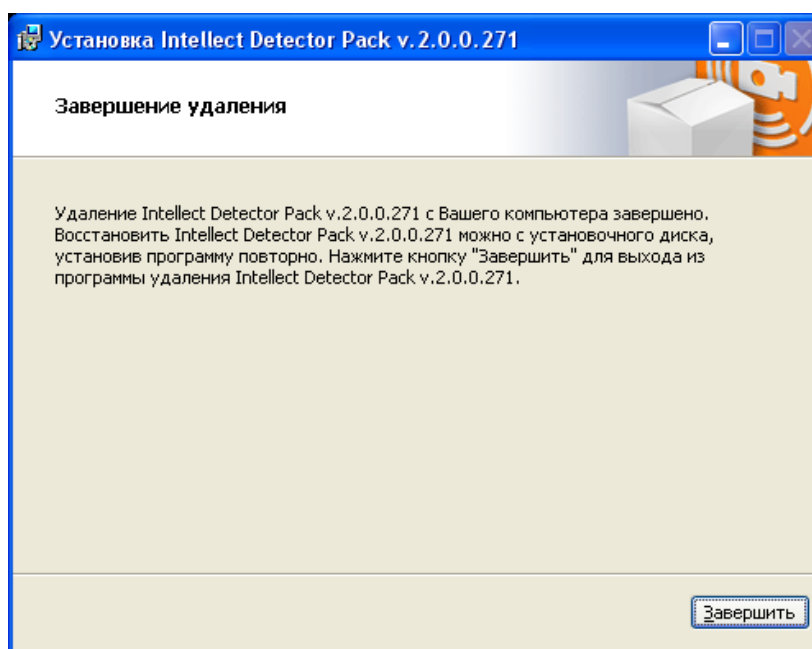 Установка Intellect Detector Pack v.2.0.0.271
Завершение удаления
Удаление Intellect Detector Pack v.2.0.0.271 с Вашего компьютера завершено.
Восстановить Intellect Detector Pack v.2.0.0.271 можно с установочного диска,
установив программу повторно. Нажмите кнопку "Завершить" для выхода из
программы удаления Intellect Detector Pack v.2.0.0.271.
Завершить